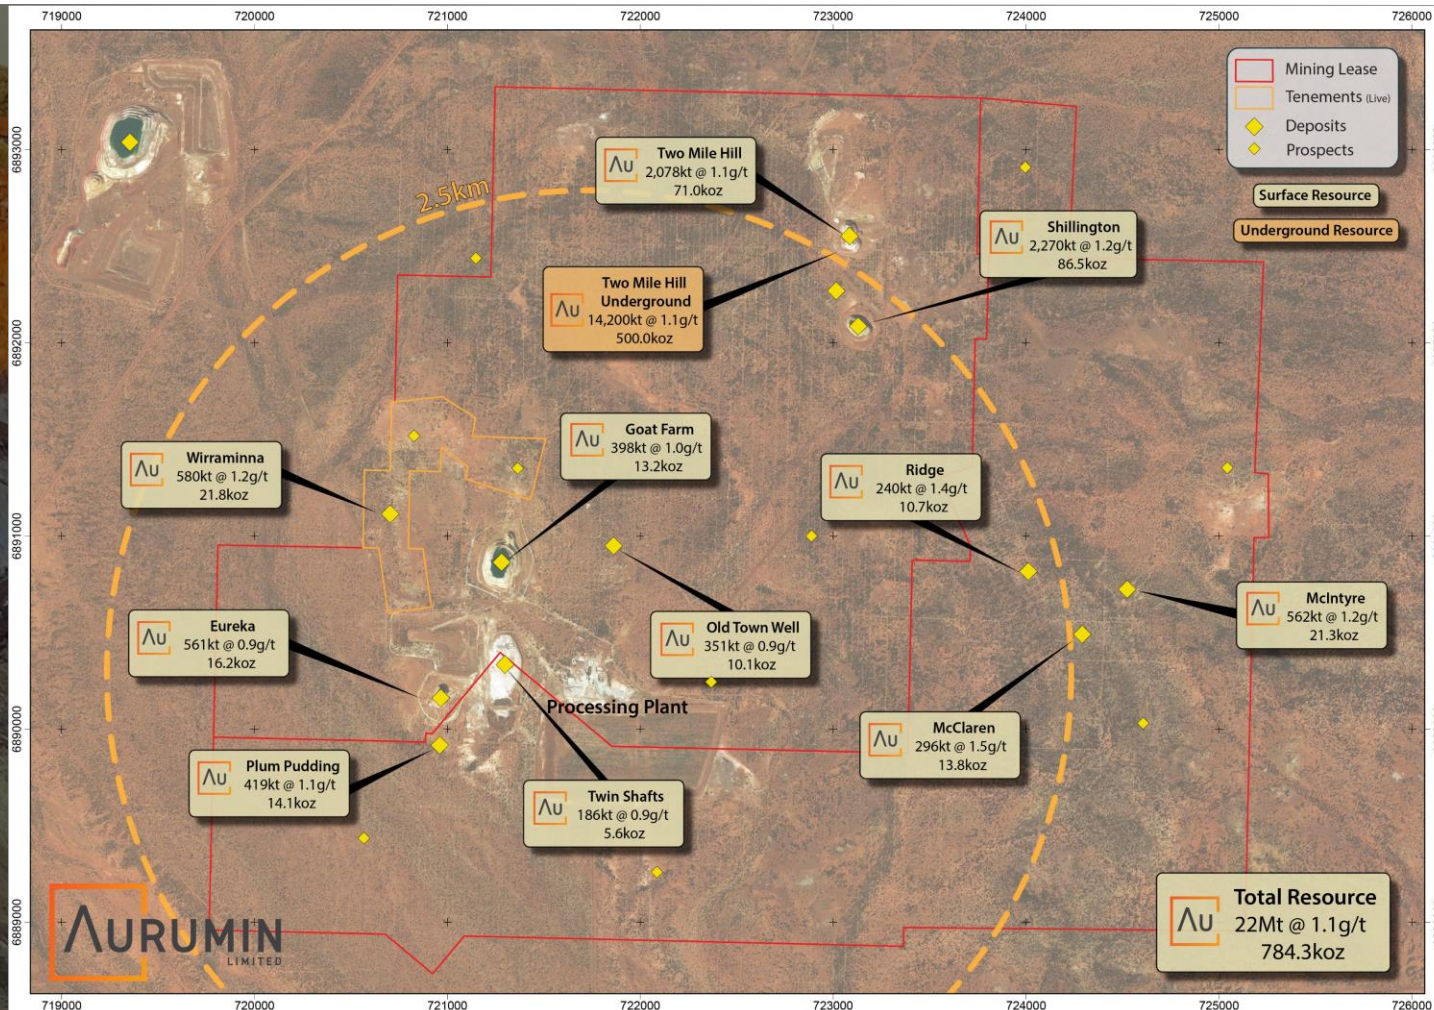 719000
720000
721000
722000
723000
724000
725000
726000
6893000
6892000
6891000
6890000
6889000
Mining Lease
Tenements (Live)
Deposits
Prospects
Surface Resource
Underground Resource
2.5km
Au
Two Mile Hill
2,078kt @ 1.1g/t
71.0koz
Au
Shillington
2,270kt @ 1.2g/t
86.5koz
Au
Two Mile Hill
Underground
14,200kt @ 1.1g/t
500.0koz
Au
Goat Farm
398kt @ 1.0g/t
13.2koz
Au
Wirraminna
580kt @ 1.2g/t
21.8koz
Au
Ridge
240kt @ 1.4g/t
10.7koz
Au
McIntyre
562kt @ 1.2g/t
21.3koz
Au
Eureka
561kt @ 0.9g/t
16.2koz
Au
Old Town Well
351kt @ 0.9g/t
10.1koz
Processing Plant
Au
McClaren
296kt @ 1.5g/t
13.8koz
Au
Plum Pudding
419kt @ 1.1g/t
14.1koz
Au
Twin Shafts
186kt @ 0.9g/t
5.6koz
Au
Total Resource
22Mt @ 1.1g/t
784.3koz
AURUMIN
LIMITED
719000
720000
721000
722000
723000
724000
725000
726000